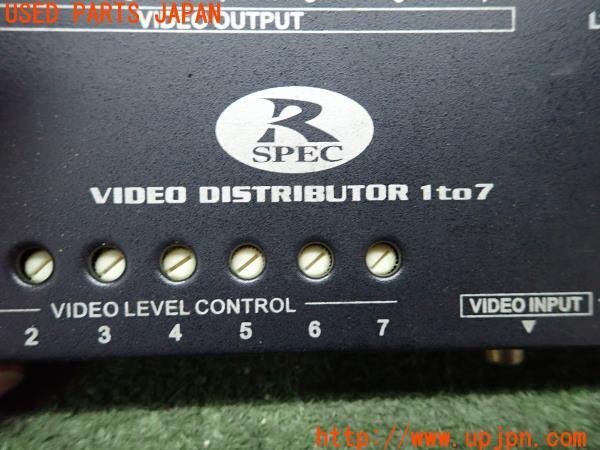 USED PARTS JAPAN
VIDEO OUTPUT
R
SPEC
VIDEO DISTRIBUTOR 1to7
VIDEO LEVEL CONTROL
VIDEO INPUT
2 3 4 5 6 7
http://www.upjpn.com/